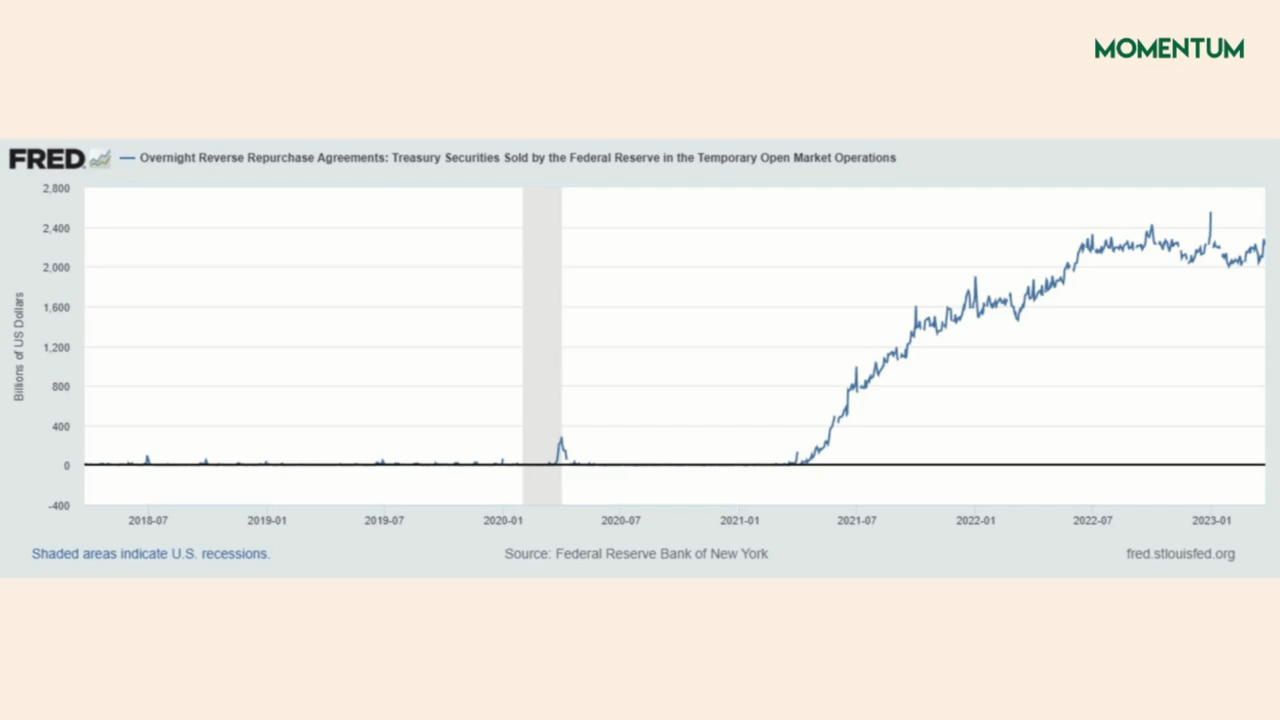 MOMENTUM
FRED
Overnight Reverse Repurchase Agreements: Treasury Securities Sold by the Federal Reserve in the Temporary Open Market Operations
Billions of US Dollars
2,800
2,400
2,000
1,600
1,200
800
400
0
-400
2018-07 2019-01 2019-07 2020-01 2020-07 2021-01 2021-07 2022-01 2022-07 2023-01
Shaded areas indicate U.S. recessions. Source: Federal Reserve Bank of New York fred.stlouisfed.org